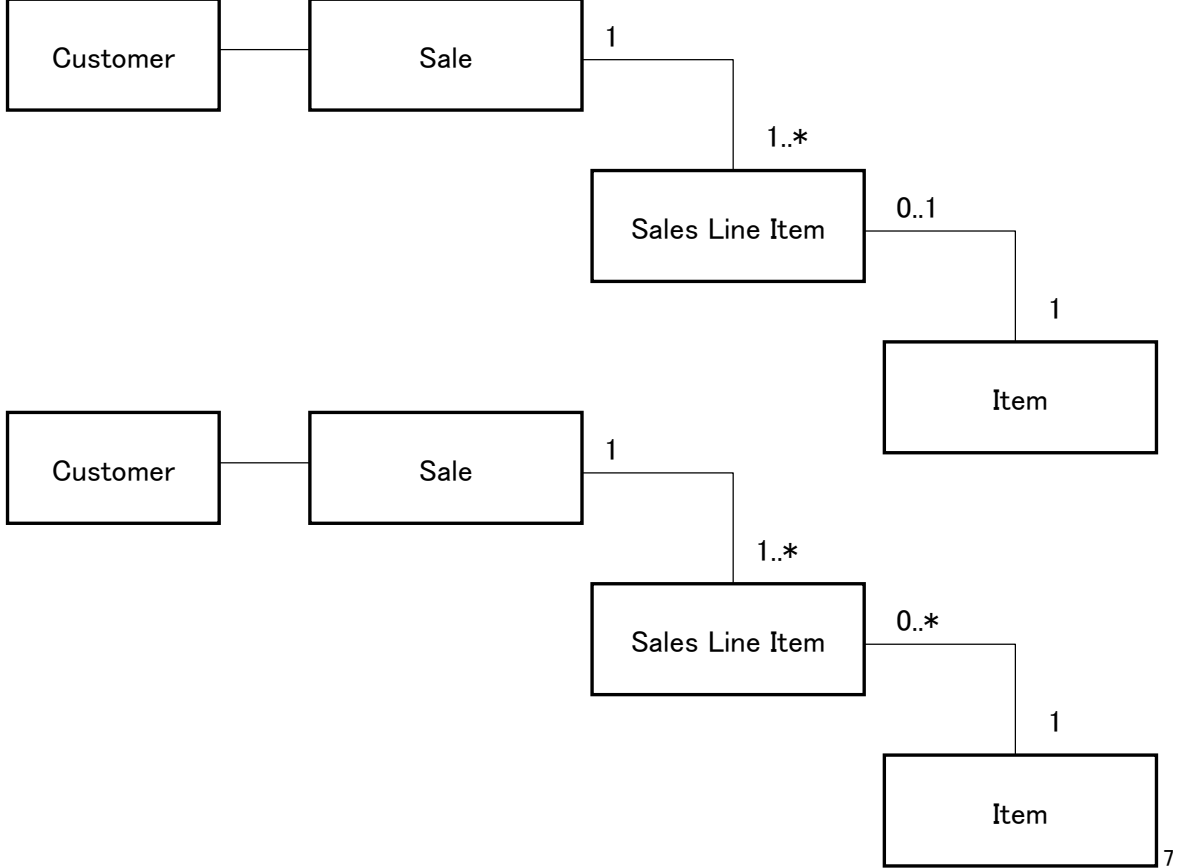 Customer
Sale
1
1..*
Sales Line Item
0..1
1
Item
Customer
Sale
1
1..*
Sales Line Item
0..*
1
Item
7